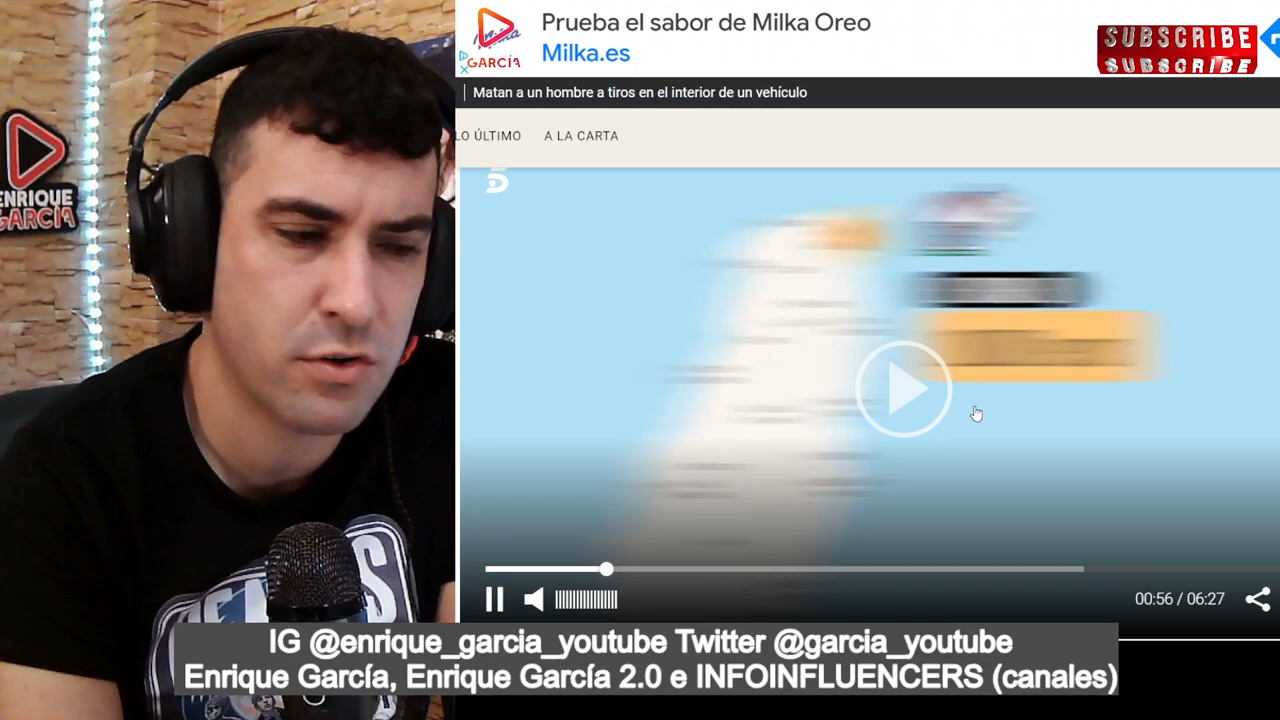 Prueba el sabor de Milka Oreo
Milka.es
GARCÍA
SUBSCRIBE
SUBSCRIBE
Matan a un hombre a tiros en el interior de un vehículo
LO ÚLTIMO A LA CARTA
ENRIQUE
GARCÍA
00:56 / 06:27
IG @enrique_garcia_youtube Twitter @garcia_youtube
Enrique García, Enrique García 2.0 e INFOINFLUENCERS (canales)